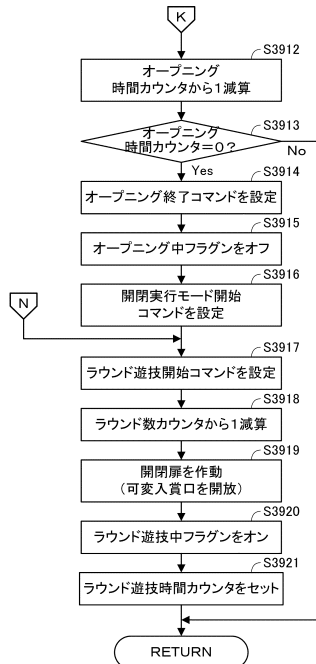 K
S3912
オープニング
時間カウンタから1減算
S3913
オープニング
時間カウンタ=0?
No
Yes
S3914
オープニング終了コマンドを設定
S3915
オープニング中フラグンをオフ
S3916
開閉実行モード開始
コマンドを設定
N
S3917
ラウンド遊技開始コマンドを設定
S3918
ラウンド数カウンタから1減算
S3919
開閉扉を作動
(可変入賞口を開放)
S3920
ラウンド遊技中フラグンをオン
S3921
ラウンド遊技時間カウンタをセット
RETURN